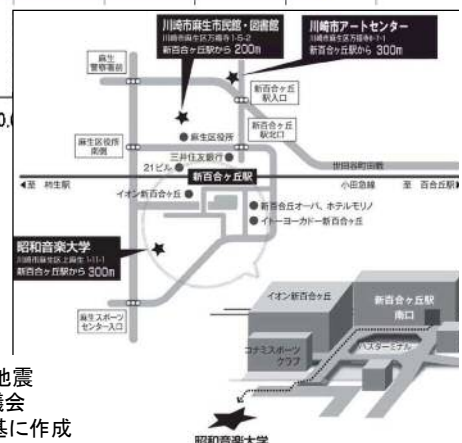 川崎市麻生市民館・図書館
川崎市麻生区万福寺1-5-2
新百合ヶ丘駅から 200m
川崎市アートセンター
川崎市麻生区万福寺6-7-1
新百合ヶ丘駅から 300m
麻生
警察署前
新百合ヶ丘
駅入口
新百合ヶ丘
駅北口
麻生区役所
麻生区役所
南側
三井住友銀行
21ビル
新百合ヶ丘駅
世田谷町田線
至 柿生駅
小田急線
至 百合丘駅
イオン新百合ヶ丘
新百合丘オーパ、ホテルモリノ
イトーヨーカドー新百合ヶ丘
昭和音楽大学
川崎市麻生区上麻生 1-11-1
新百合ヶ丘駅から 300m
麻生スポーツ
センター入口
イオン新百合ヶ丘
新百合ヶ丘駅
南口
コナミスポーツ
クラブ
バスターミナル
昭和音楽大学
地震
議会
基に作成